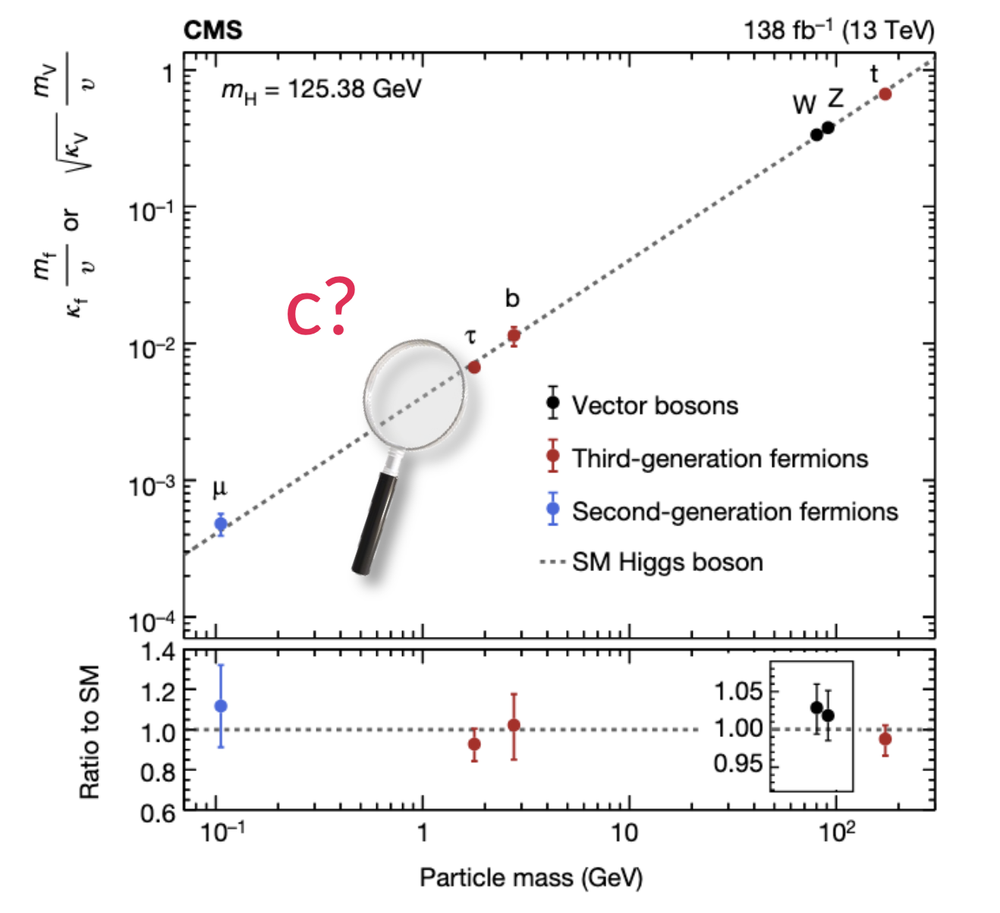 CMS 138 fb⁻¹ (13 TeV)
m_H = 125.38 GeV
κ_f m_f/υ or √κ_V m_V/υ
1
10⁻¹
10⁻²
10⁻³
10⁻⁴
t
W Z
c?
b
τ
μ
Vector bosons
Third-generation fermions
Second-generation fermions
SM Higgs boson
Ratio to SM
1.4
1.2
1.0
0.8
0.6
1.05
1.00
0.95
10⁻¹ 1 10 10²
Particle mass (GeV)